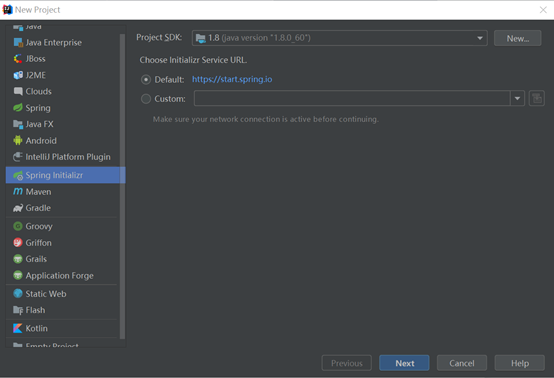 New Project
Java
Java Enterprise
JBoss
J2ME
Clouds
Spring
Java FX
Android
IntelliJ Platform Plugin
Spring Initializr
Maven
Gradle
Groovy
Griffon
Grails
Application Forge
Static Web
Flash
Kotlin
Empty Project
Project SDK: 1.8 (java version "1.8.0_60") New...
Choose Initializr Service URL.
Default: https://start.spring.io
Custom:
Make sure your network connection is active before continuing.
Previous Next Cancel Help